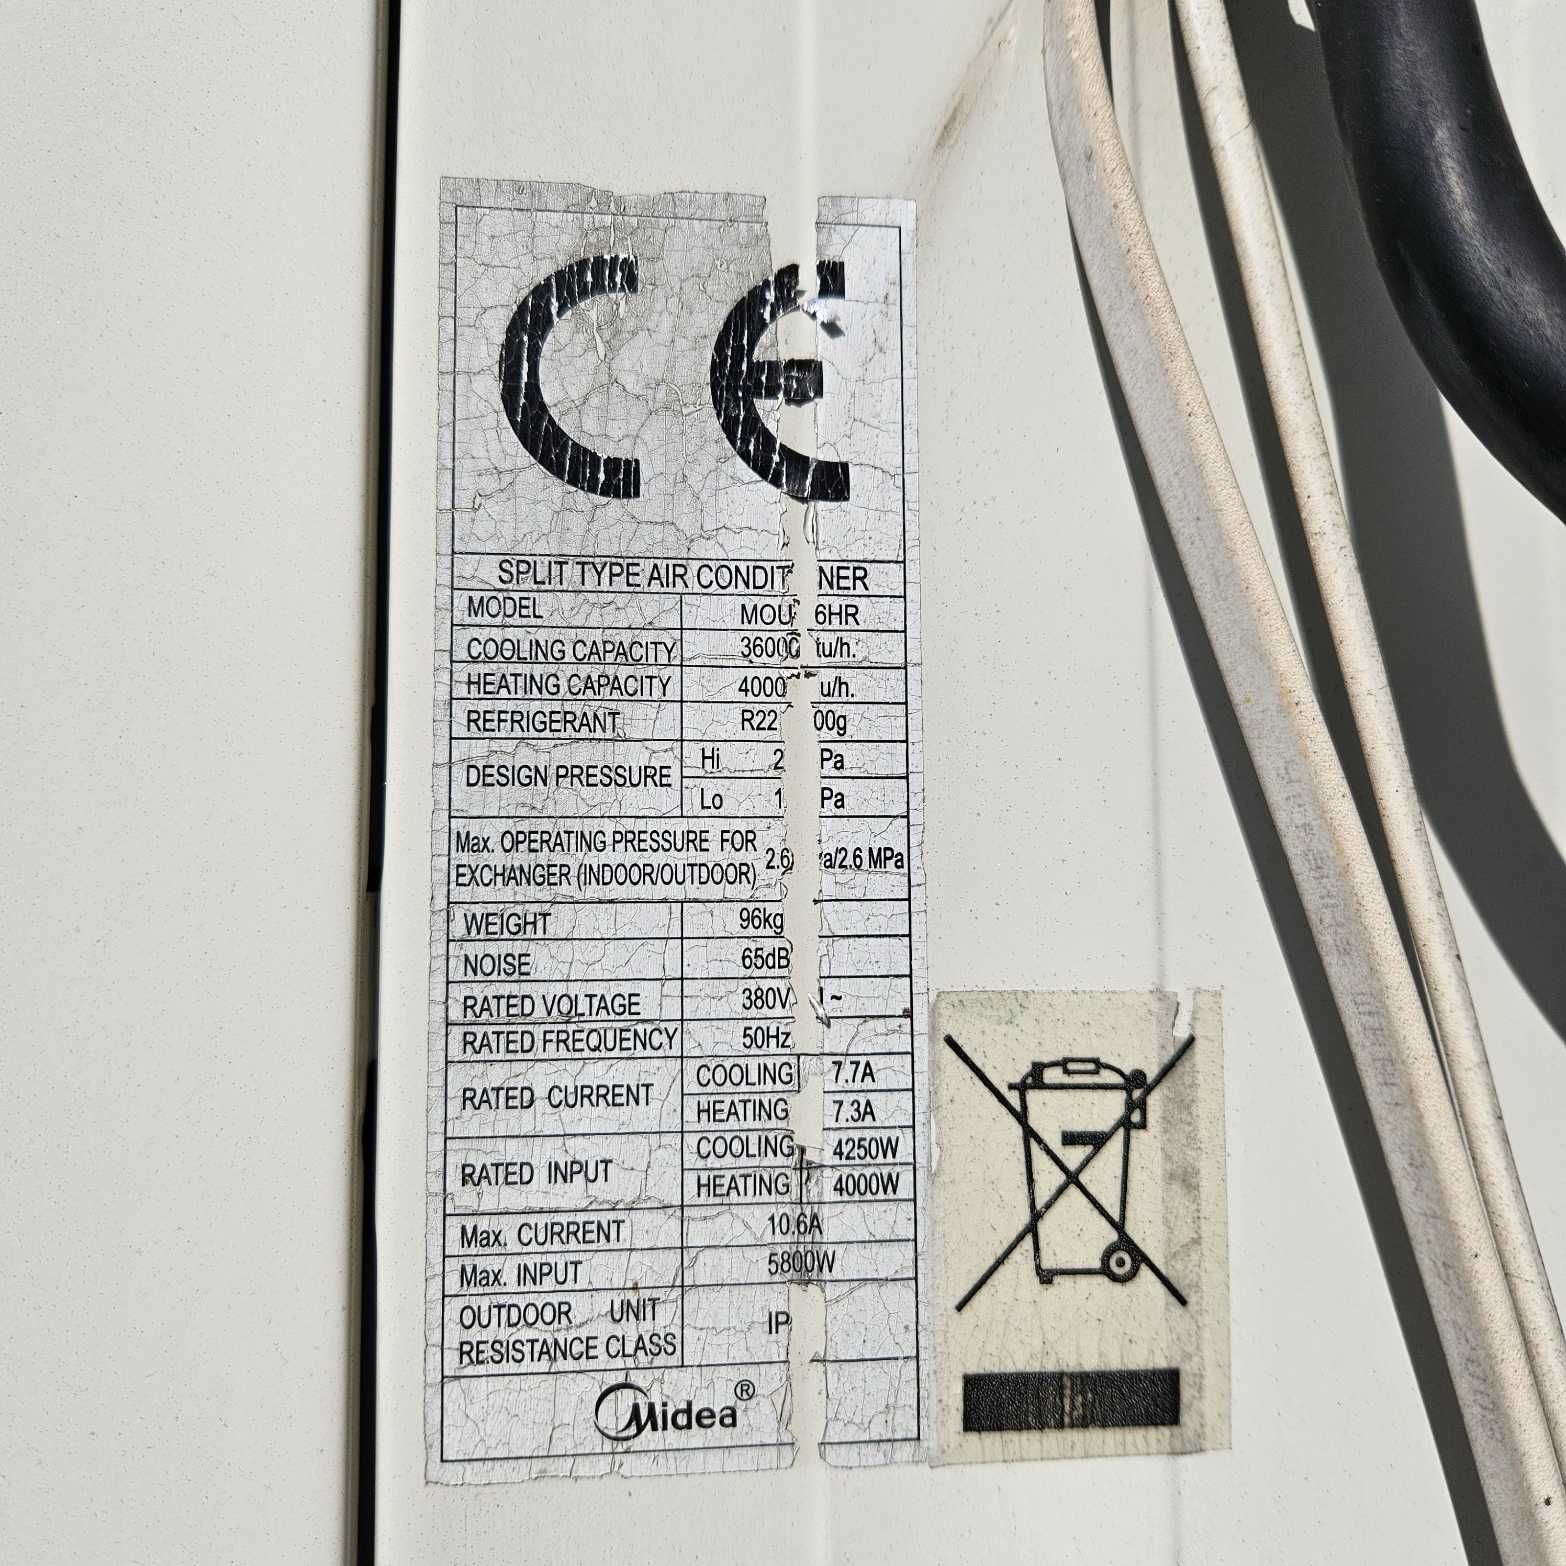 CE
SPLIT TYPE AIR CONDIT NER
MODEL MOU 6HR
COOLING CAPACITY 36000 tu/h.
HEATING CAPACITY 4000 u/h.
REFRIGERANT R22 00g
DESIGN PRESSURE
Hi 2 Pa
Lo 1 Pa
Max. OPERATING PRESSURE FOR
EXCHANGER (INDOOR/OUTDOOR) 2.6 a/2.6 MPa
WEIGHT 96kg
NOISE 65dB
RATED VOLTAGE 380V ~
RATED FREQUENCY 50Hz
RATED CURRENT
COOLING 7.7A
HEATING 7.3A
RATED INPUT
COOLING 4250W
HEATING 4000W
Max. CURRENT 10.6A
Max. INPUT 5800W
OUTDOOR UNIT
RESISTANCE CLASS IP
Midea®